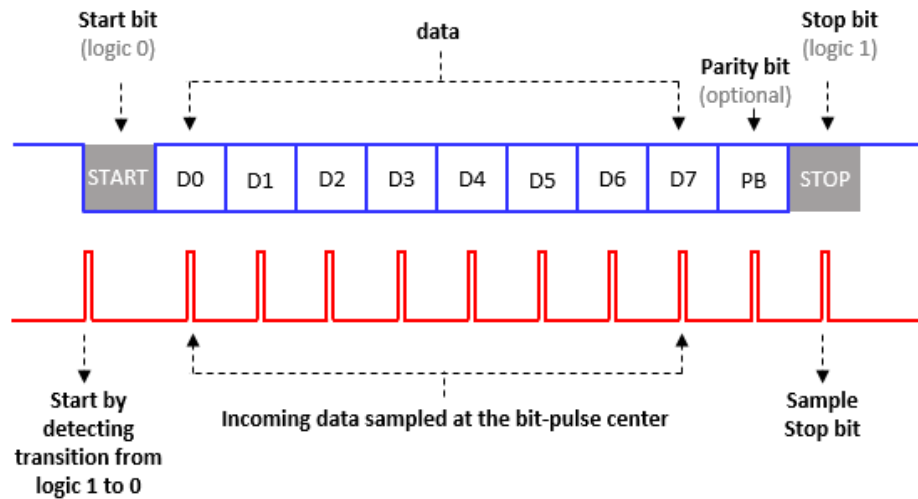 Start bit
(logic 0)
data
Stop bit
(logic 1)
Parity bit
(optional)
START
D0
D1
D2
D3
D4
D5
D6
D7
PB
STOP
Start by
detecting
transition from
logic 1 to 0
Incoming data sampled at the bit-pulse center
Sample
Stop bit